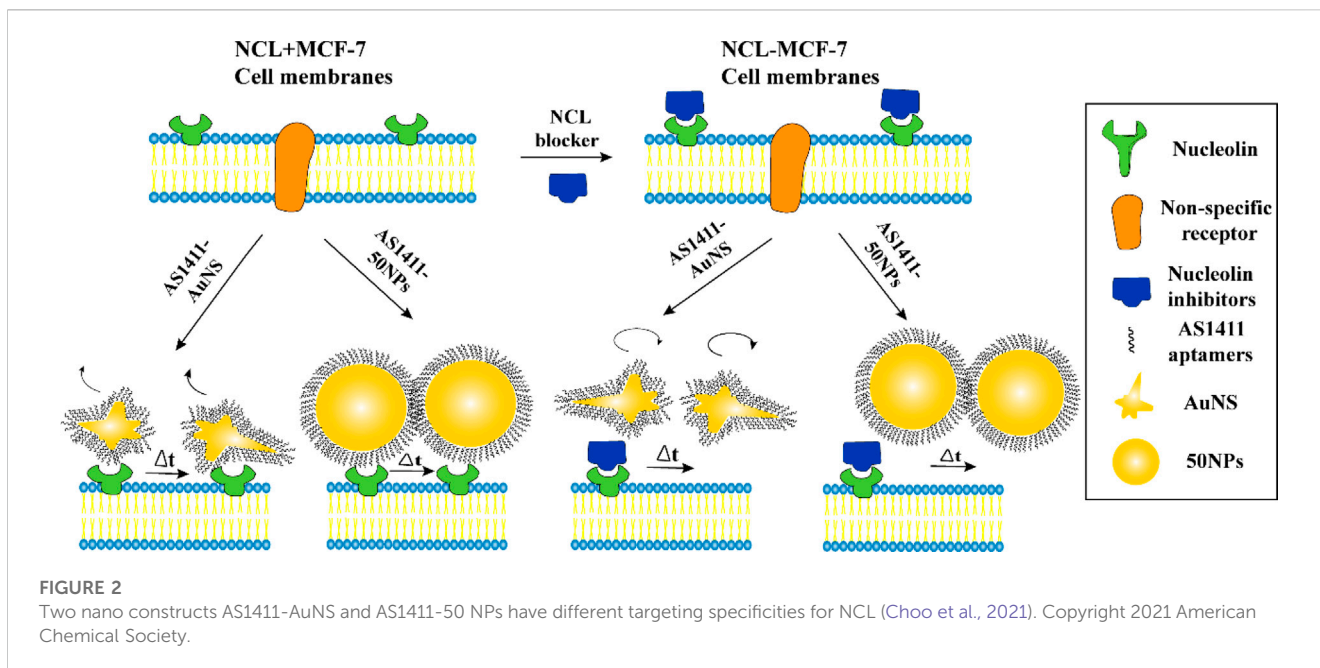 NCL+MCF-7
Cell membranes
NCL-MCF-7
Cell membranes
NCL
blocker
AS1411-
AuNS
AS1411-
50NPs
AS1411-
AuNS
AS1411-
50NPs
Δt
Δt
Δt
Δt
Nucleolin
Non-specific
receptor
Nucleolin
inhibitors
AS1411
aptamers
AuNS
50NPs
FIGURE 2
Two nano constructs AS1411-AuNS and AS1411-50 NPs have different targeting specificities for NCL (Choo et al., 2021). Copyright 2021 American
Chemical Society.